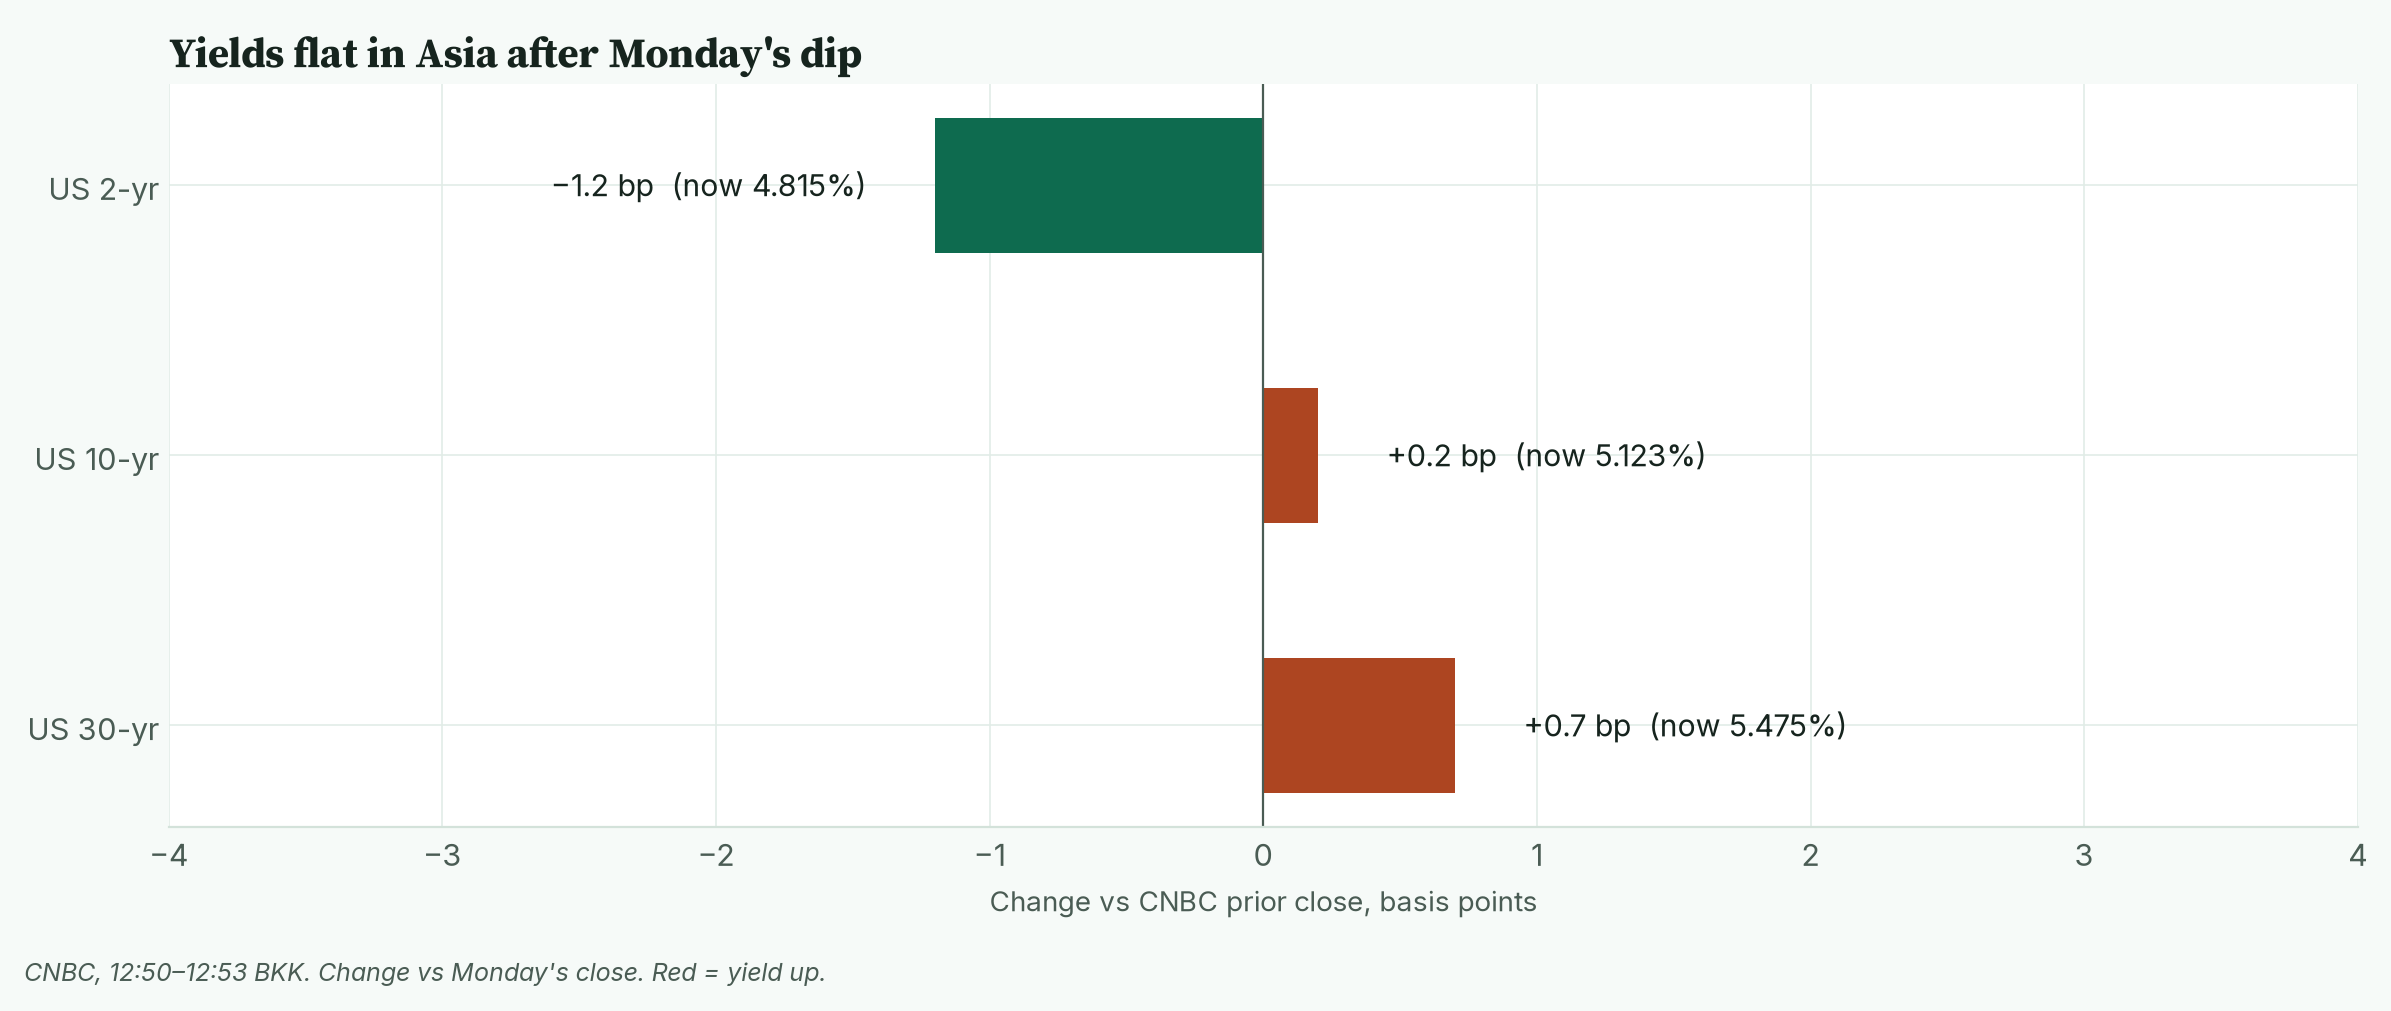 Yields flat in Asia after Monday's dip
US 2-yr
−1.2 bp (now 4.815%)
US 10-yr
+0.2 bp (now 5.123%)
US 30-yr
+0.7 bp (now 5.475%)
−4 −3 −2 −1 0 1 2 3 4
Change vs CNBC prior close, basis points
CNBC, 12:50–12:53 BKK. Change vs Monday's close. Red = yield up.